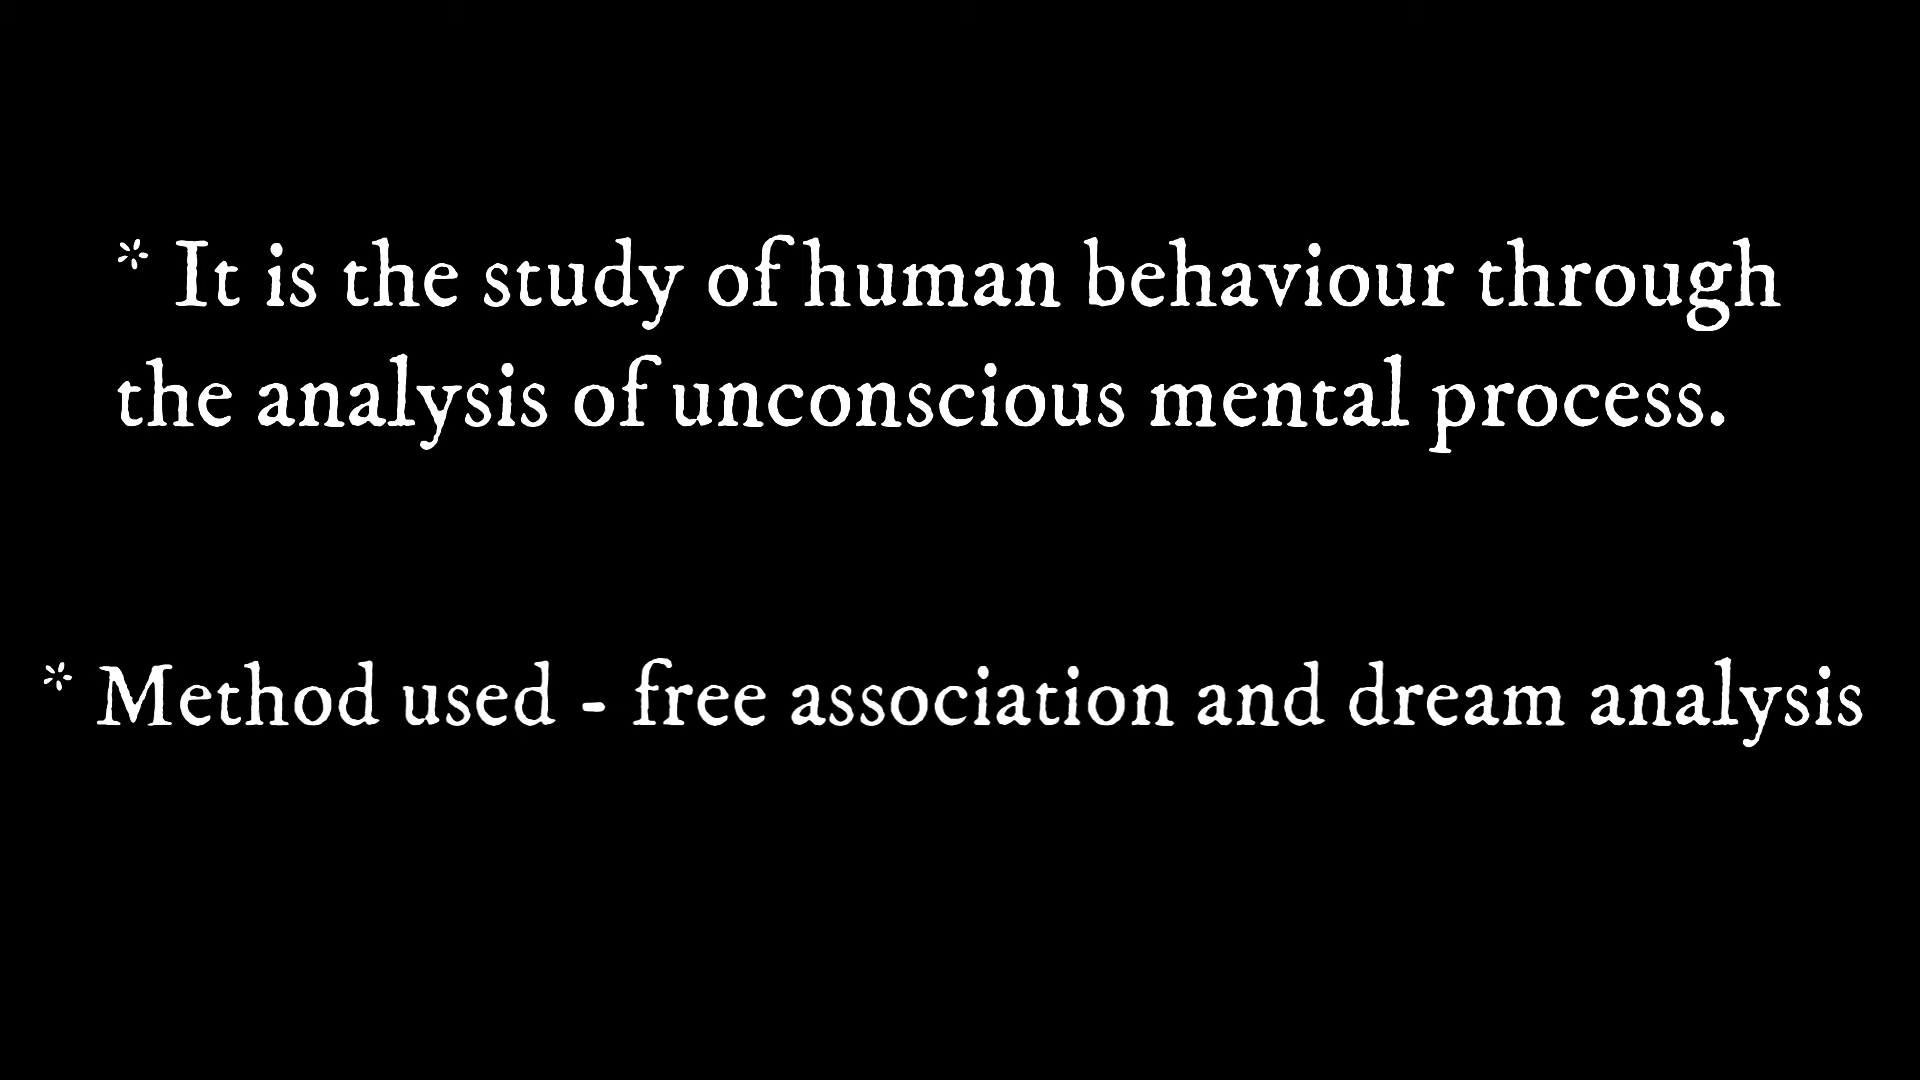 * It is the study of human behaviour through
the analysis of unconscious mental process.
* Method used - free association and dream analysis